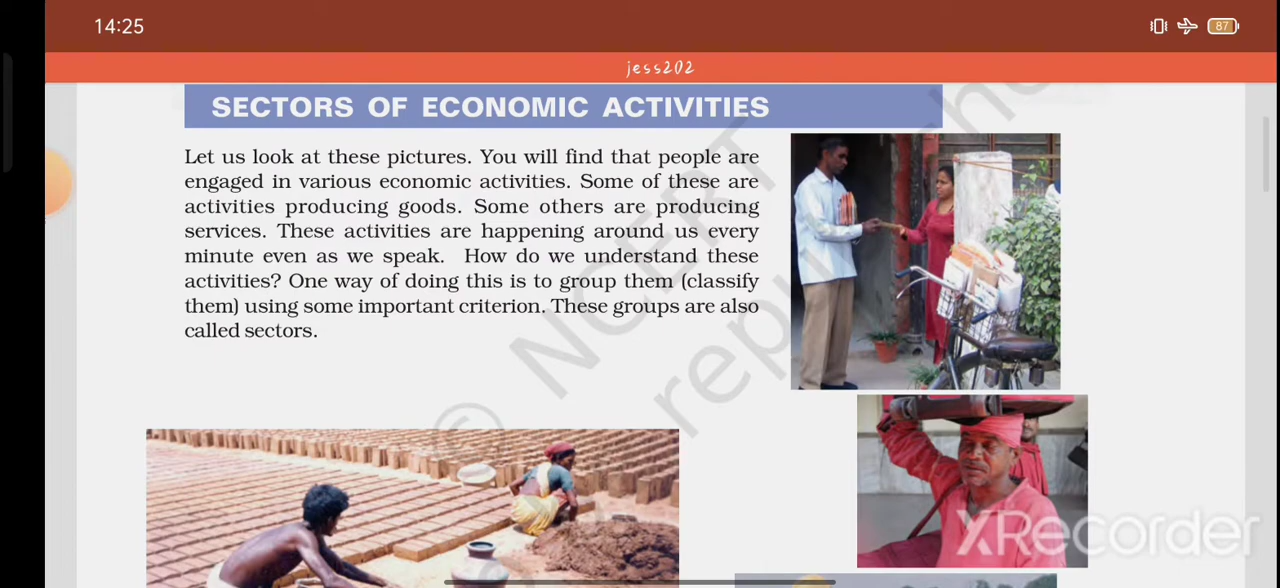 14:25
87
jess202
SECTORS OF ECONOMIC ACTIVITIES
Let us look at these pictures. You will find that people are
engaged in various economic activities. Some of these are
activities producing goods. Some others are producing
services. These activities are happening around us every
minute even as we speak. How do we understand these
activities? One way of doing this is to group them (classify
them) using some important criterion. These groups are also
called sectors.
© NCERT
XRecorder